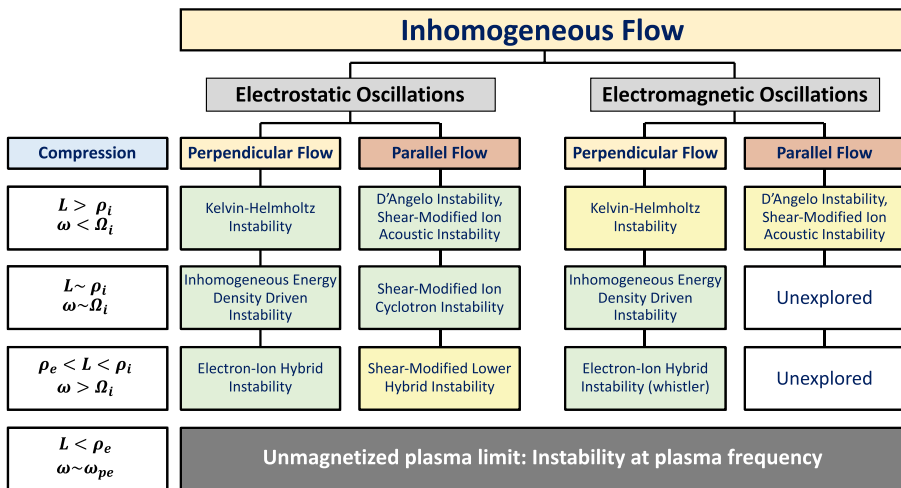 Inhomogeneous Flow
Electrostatic Oscillations
Electromagnetic Oscillations
Compression
Perpendicular Flow
Parallel Flow
Perpendicular Flow
Parallel Flow
L > ρᵢ
ω < Ωᵢ
Kelvin-Helmholtz
Instability
D'Angelo Instability,
Shear-Modified Ion
Acoustic Instability
Kelvin-Helmholtz
Instability
D'Angelo Instability,
Shear-Modified Ion
Acoustic Instability
L~ ρᵢ
ω~Ωᵢ
Inhomogeneous Energy
Density Driven
Instability
Shear-Modified Ion
Cyclotron Instability
Inhomogeneous Energy
Density Driven
Instability
Unexplored
ρₑ < L < ρᵢ
ω > Ωᵢ
Electron-Ion Hybrid
Instability
Shear-Modified Lower
Hybrid Instability
Electron-Ion Hybrid
Instability (whistler)
Unexplored
L < ρₑ
ω~ωₚₑ
Unmagnetized plasma limit: Instability at plasma frequency